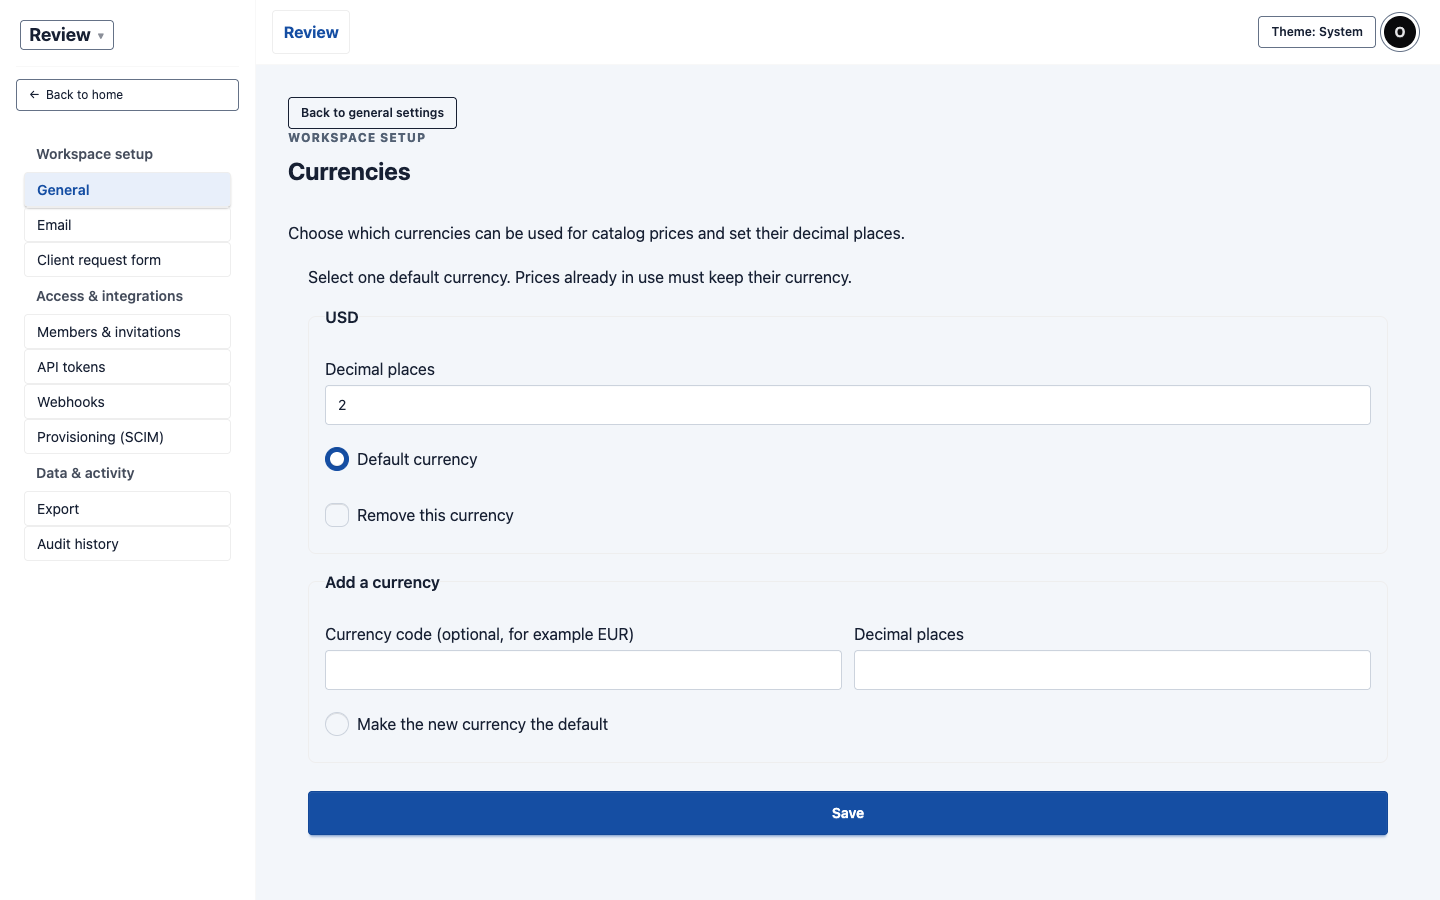 Review ▾
Review
Theme: System
O
← Back to home
Workspace setup
General
Email
Client request form
Access & integrations
Members & invitations
API tokens
Webhooks
Provisioning (SCIM)
Data & activity
Export
Audit history
Back to general settings
WORKSPACE SETUP
Currencies
Choose which currencies can be used for catalog prices and set their decimal places.
Select one default currency. Prices already in use must keep their currency.
USD
Decimal places
2
Default currency
Remove this currency
Add a currency
Currency code (optional, for example EUR)
Decimal places
Make the new currency the default
Save